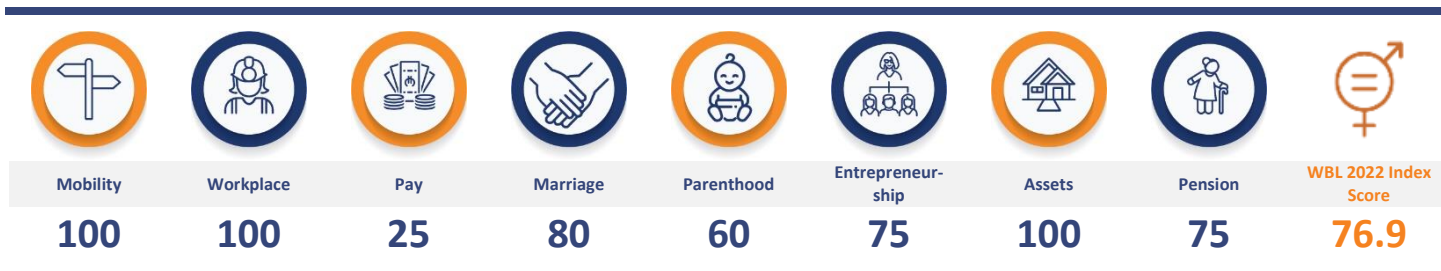 Mobility
Workplace
Pay
Marriage
Parenthood
Entrepreneur-
ship
Assets
Pension
WBL 2022 Index
Score
100
100
25
80
60
75
100
75
76.9